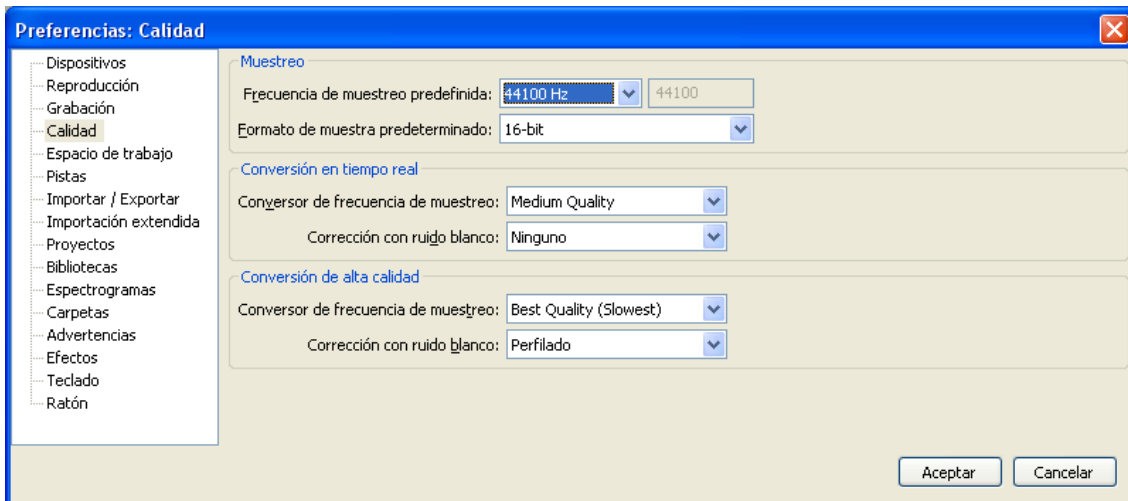 Preferencias: Calidad
Dispositivos
Reproducción
Grabación
Calidad
Espacio de trabajo
Pistas
Importar / Exportar
Importación extendida
Proyectos
Bibliotecas
Espectrogramas
Carpetas
Advertencias
Efectos
Teclado
Ratón
Muestreo
Frecuencia de muestreo predefinida: 44100 Hz 44100
Formato de muestra predeterminado: 16-bit
Conversión en tiempo real
Conversor de frecuencia de muestreo: Medium Quality
Corrección con ruido blanco: Ninguno
Conversión de alta calidad
Conversor de frecuencia de muestreo: Best Quality (Slowest)
Corrección con ruido blanco: Perfilado
Aceptar Cancelar